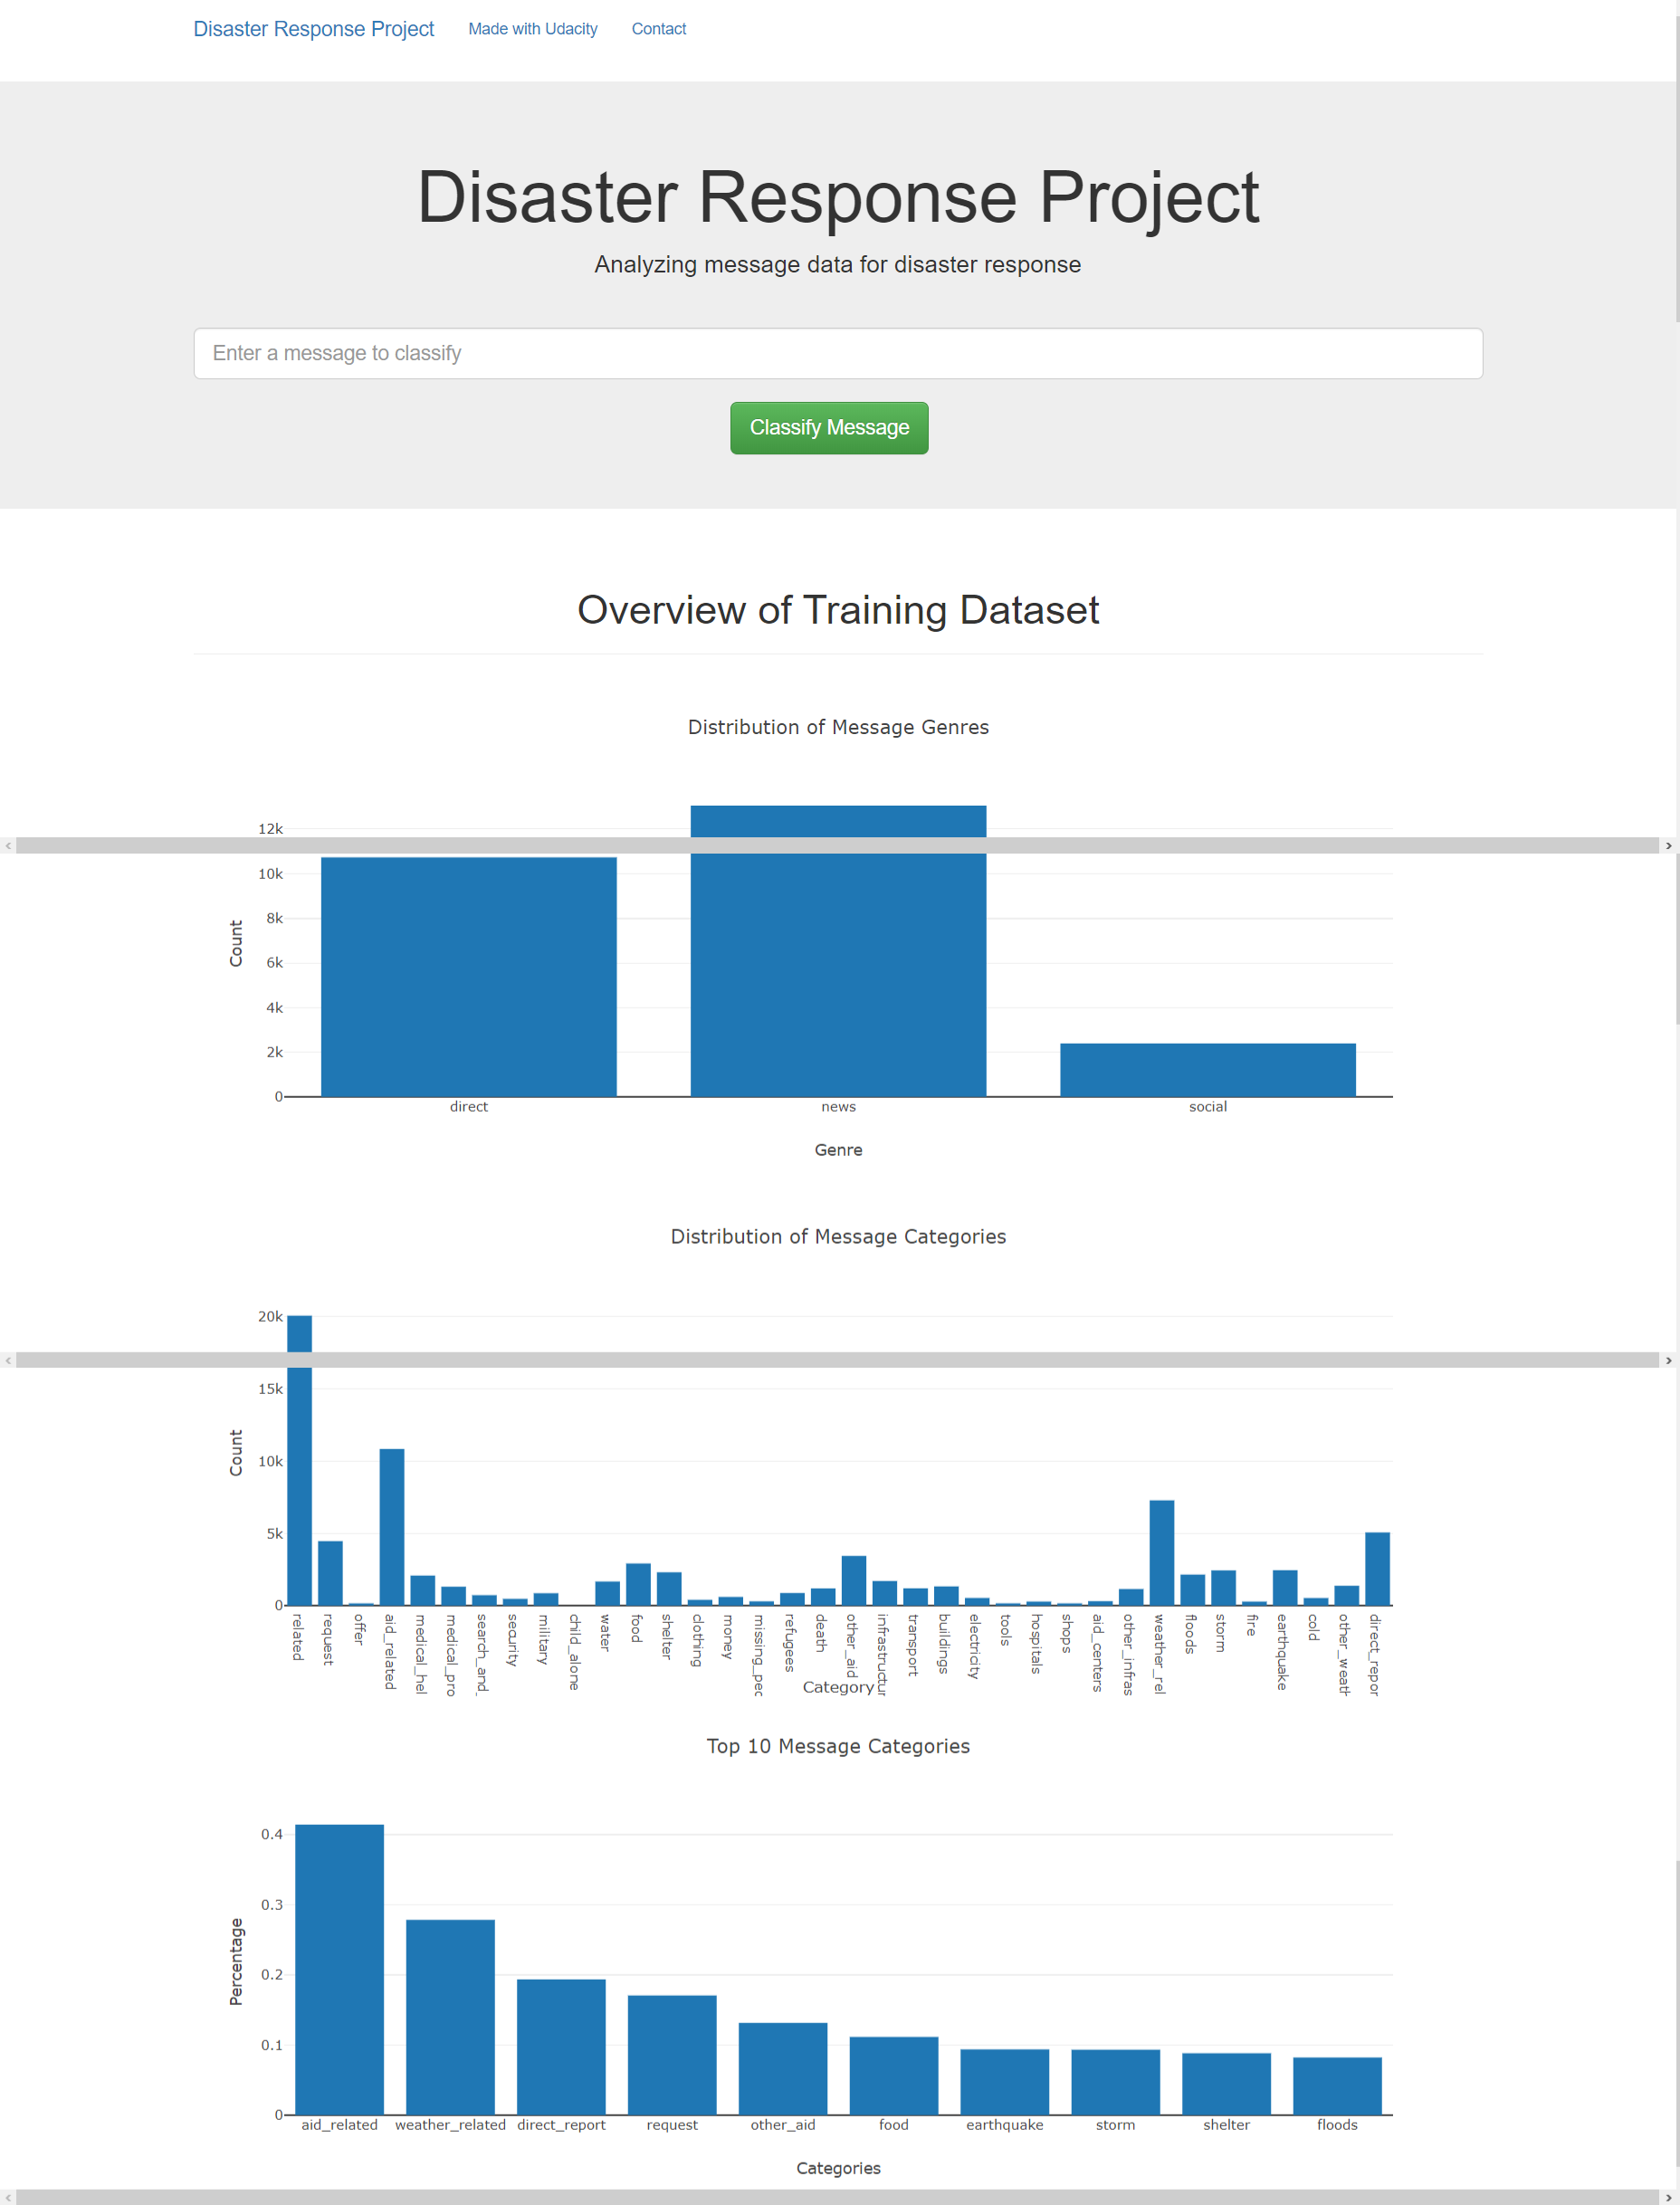 Disaster Response Project Made with Udacity Contact
Disaster Response Project
Analyzing message data for disaster response
Enter a message to classify
Classify Message
Overview of Training Dataset
Distribution of Message Genres
12k
10k
8k
6k
4k
2k
0
Count
direct news social
Genre
Distribution of Message Categories
20k
15k
10k
5k
0
Count
related
request
offer
aid_related
medical_hel
medical_pro
search_and_
security
military
child_alone
water
food
shelter
clothing
money
missing_peo
refugees
death
other_aid
infrastructur
transport
buildings
electricity
tools
hospitals
shops
aid_centers
other_infras
weather_rel
floods
storm
fire
earthquake
cold
other_weath
direct_repor
Category
Top 10 Message Categories
0.4
0.3
0.2
0.1
0
Percentage
aid_related weather_related direct_report request other_aid food earthquake storm shelter floods
Categories